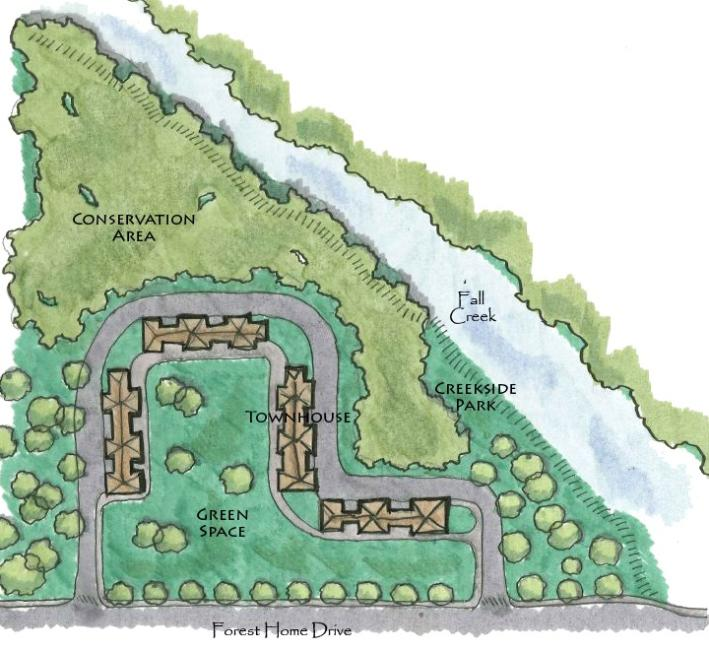 Conservation
Area
Fall
Creek
Creekside
Park
Townhouse
Green
Space
Forest Home Drive